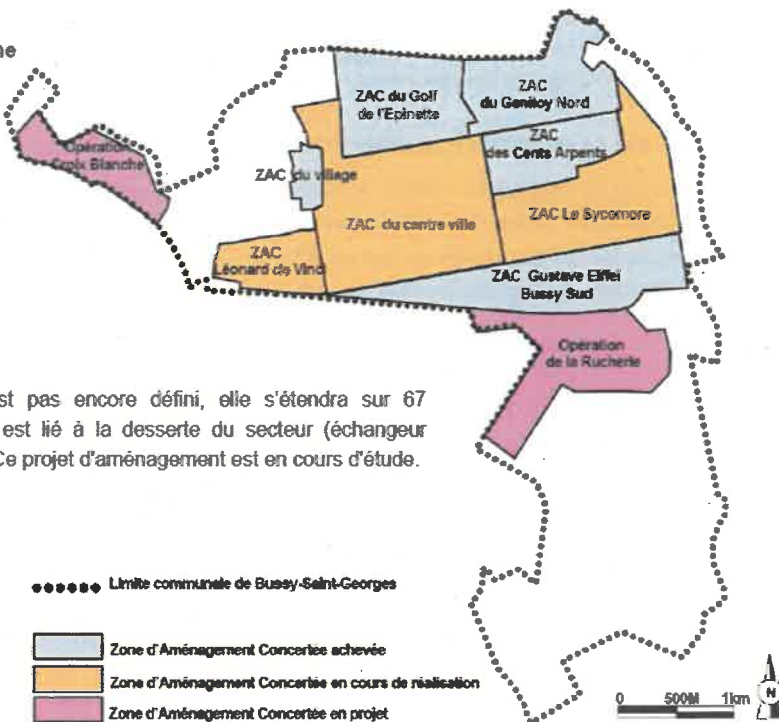 ne
ZAC du Golf
de l'Epinette
ZAC
du Genitoy Nord
Opération
Croix Blanche
ZAC
des Cents Arpents
ZAC du village
ZAC du centre ville
ZAC Le Sycomore
ZAC
Léonard de Vinci
ZAC Gustave Eiffel
Bussy Sud
Opération
de la Rucherie
st pas encore défini, elle s'étendra sur 67
est lié à la desserte du secteur (échangeur
Ce projet d'aménagement est en cours d'étude.
Limite communale de Bussy-Saint-Georges
Zone d'Aménagement Concertée achevée
Zone d'Aménagement Concertée en cours de réalisation
Zone d'Aménagement Concertée en projet
0 500M 1km
N